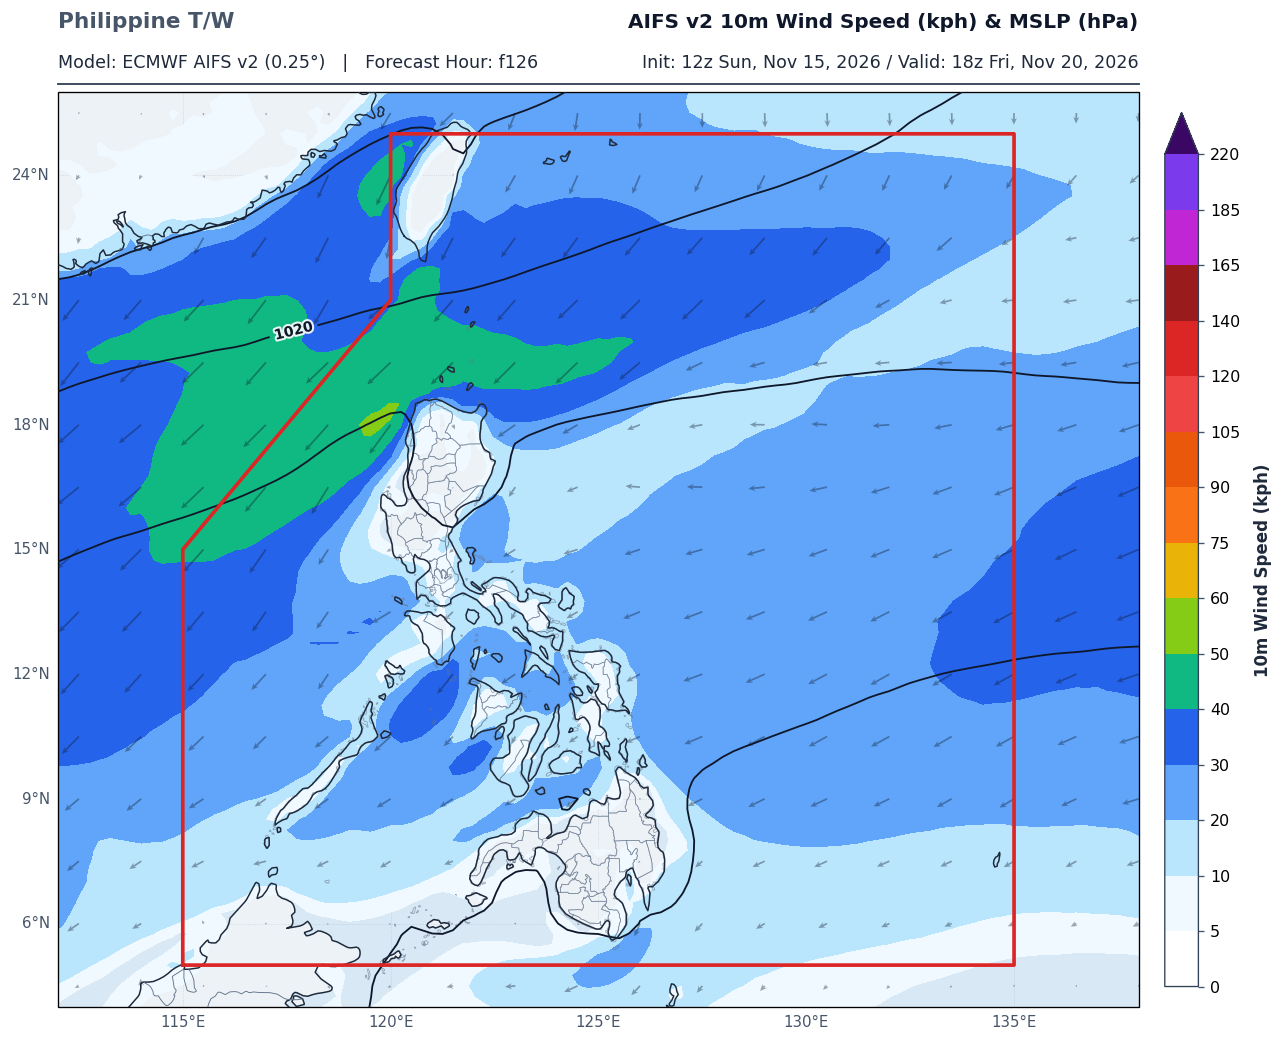 Philippine T/W
AIFS v2 10m Wind Speed (kph) & MSLP (hPa)
Model: ECMWF AIFS v2 (0.25°) | Forecast Hour: f126
Init: 12z Sun, Nov 15, 2026 / Valid: 18z Fri, Nov 20, 2026
24°N
21°N
18°N
15°N
12°N
9°N
6°N
1020
115°E
120°E
125°E
130°E
135°E
220
185
165
140
120
105
90
75
60
50
40
30
20
10
5
0
10m Wind Speed (kph)